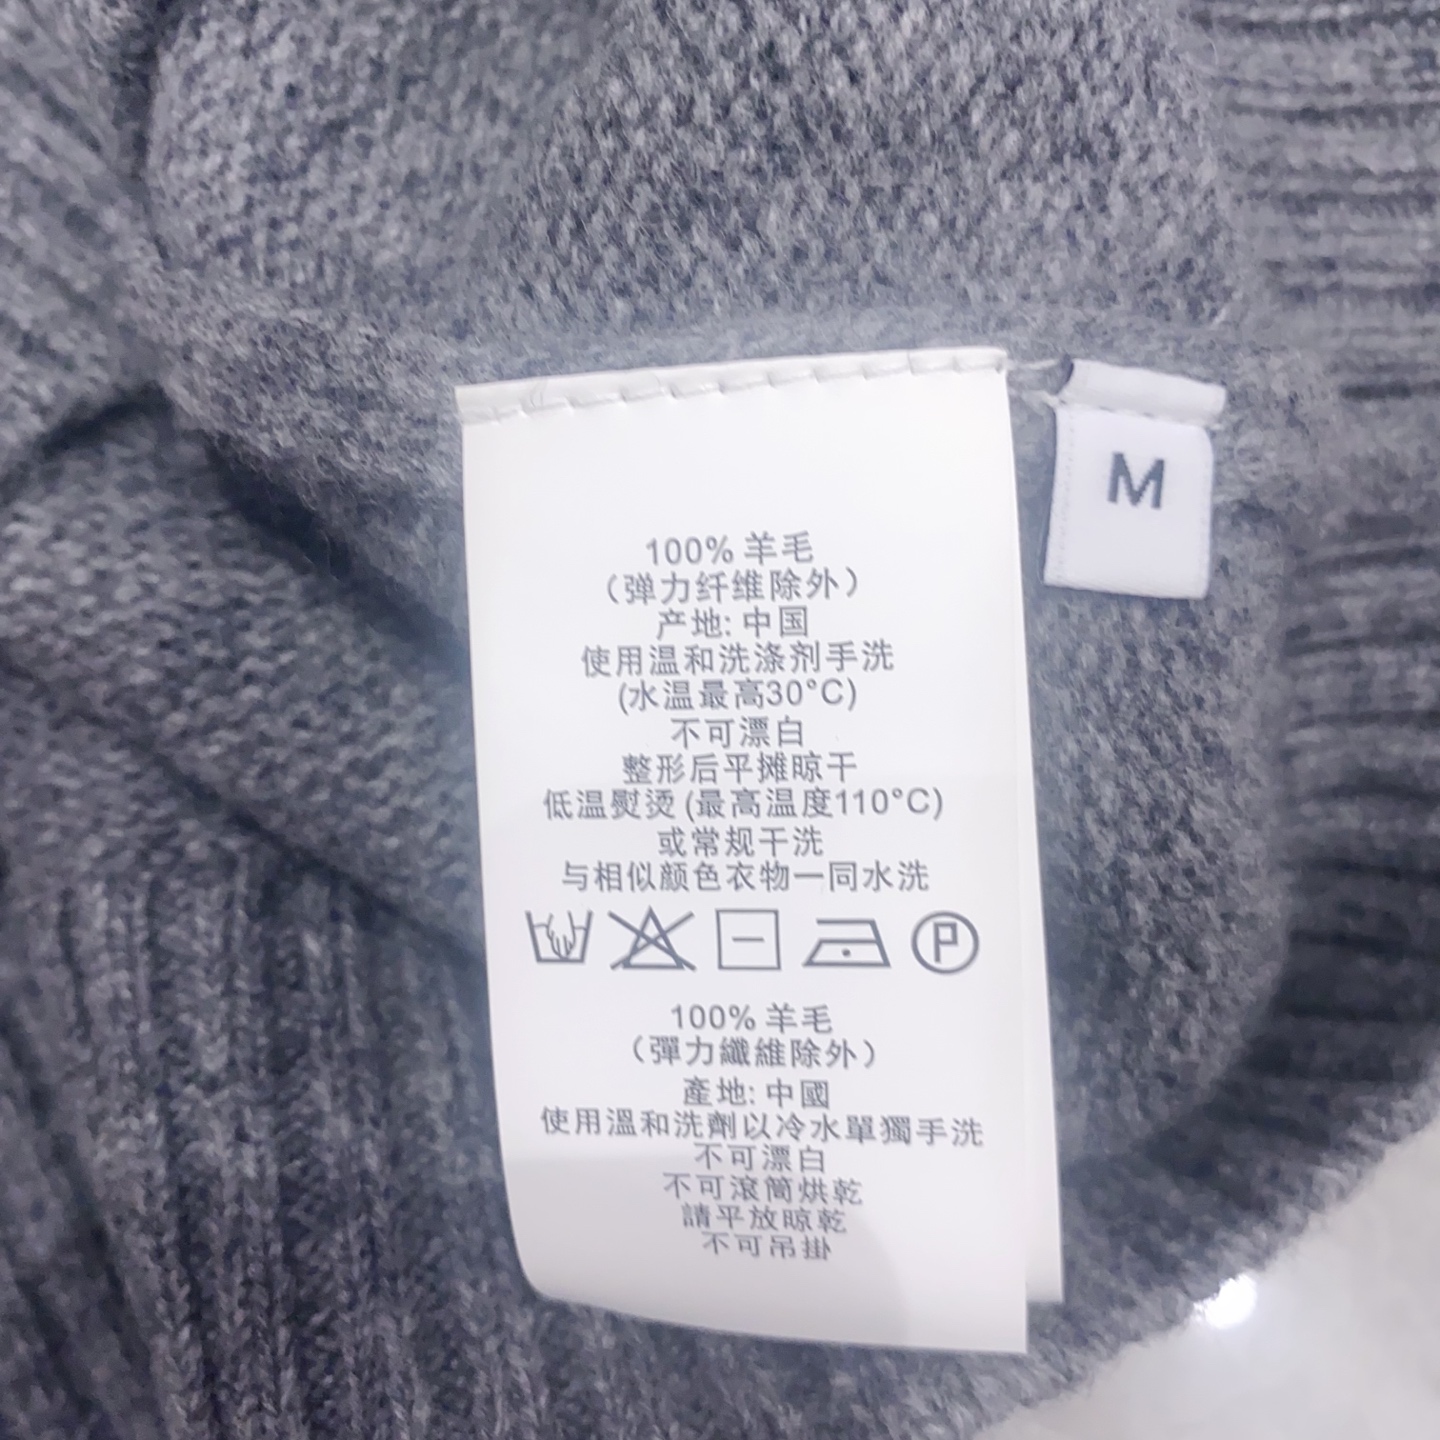 M
100% 羊毛
（弹力纤维除外）
产地: 中国
使用温和洗涤剂手洗
(水温最高30°C)
不可漂白
整形后平摊晾干
低温熨烫 (最高温度110°C)
或常规干洗
与相似颜色衣物一同水洗
P
100% 羊毛
（彈力纖維除外）
產地: 中國
使用溫和洗劑以冷水單獨手洗
不可漂白
不可滾筒烘乾
請平放晾乾
不可吊掛